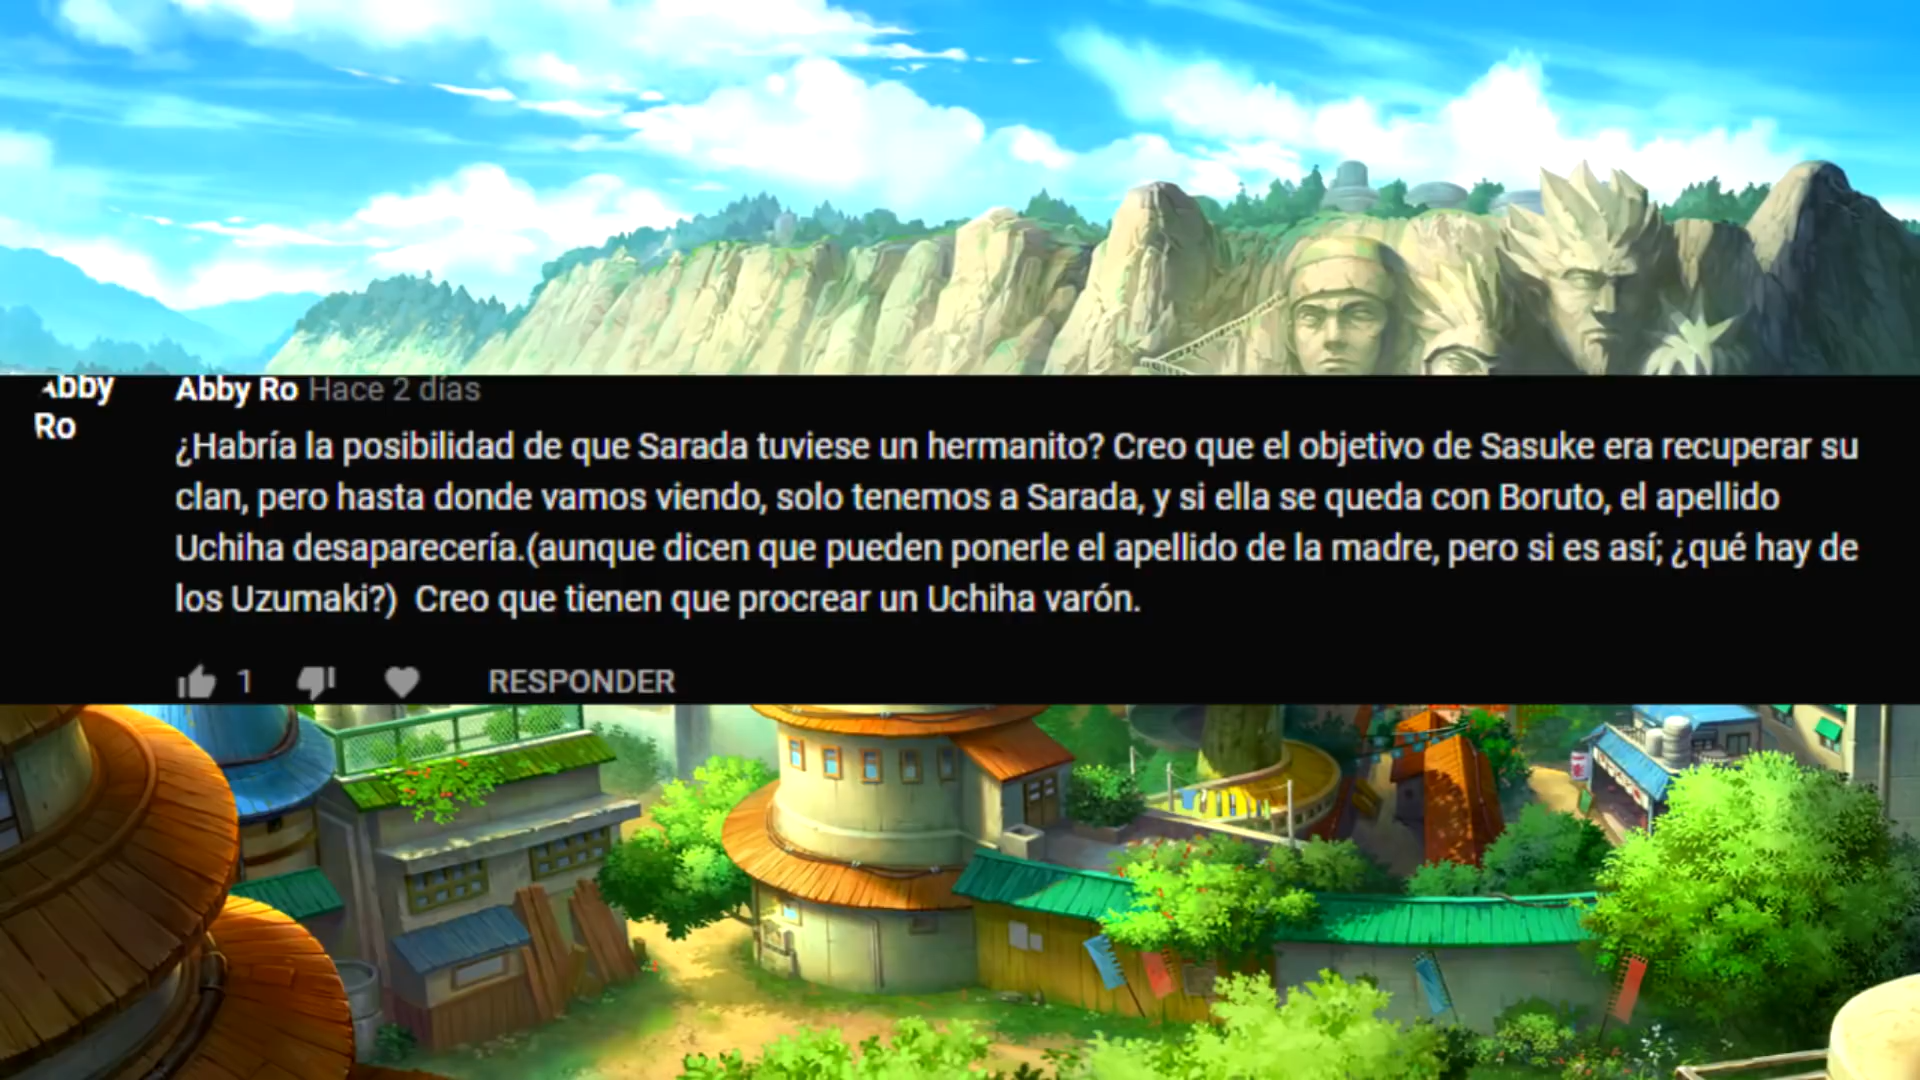 Abby
Ro
Abby Ro Hace 2 días
¿Habría la posibilidad de que Sarada tuviese un hermanito? Creo que el objetivo de Sasuke era recuperar su
clan, pero hasta donde vamos viendo, solo tenemos a Sarada, y si ella se queda con Boruto, el apellido
Uchiha desaparecería.(aunque dicen que pueden ponerle el apellido de la madre, pero si es así; ¿qué hay de
los Uzumaki?)  Creo que tienen que procrear un Uchiha varón.
1 RESPONDER